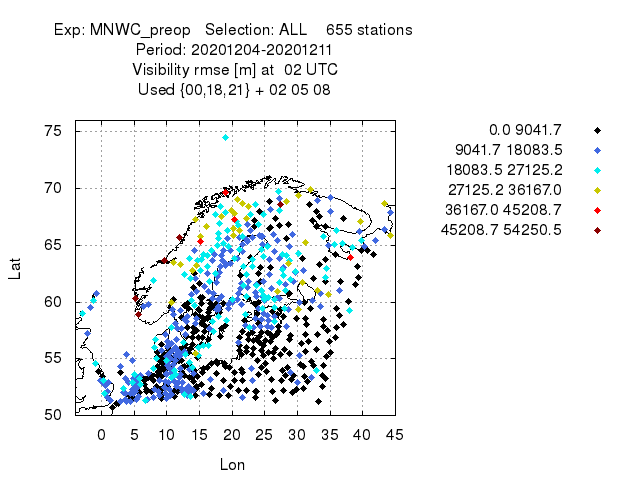 Exp: MNWC_preop   Selection: ALL    655 stations
Period: 20201204-20201211
Visibility rmse [m] at  02 UTC
Used {00,18,21} + 02 05 08
0.0 9041.7
9041.7 18083.5
18083.5 27125.2
27125.2 36167.0
36167.0 45208.7
45208.7 54250.5
75
70
65
60
55
50
Lat
0 5 10 15 20 25 30 35 40 45
Lon